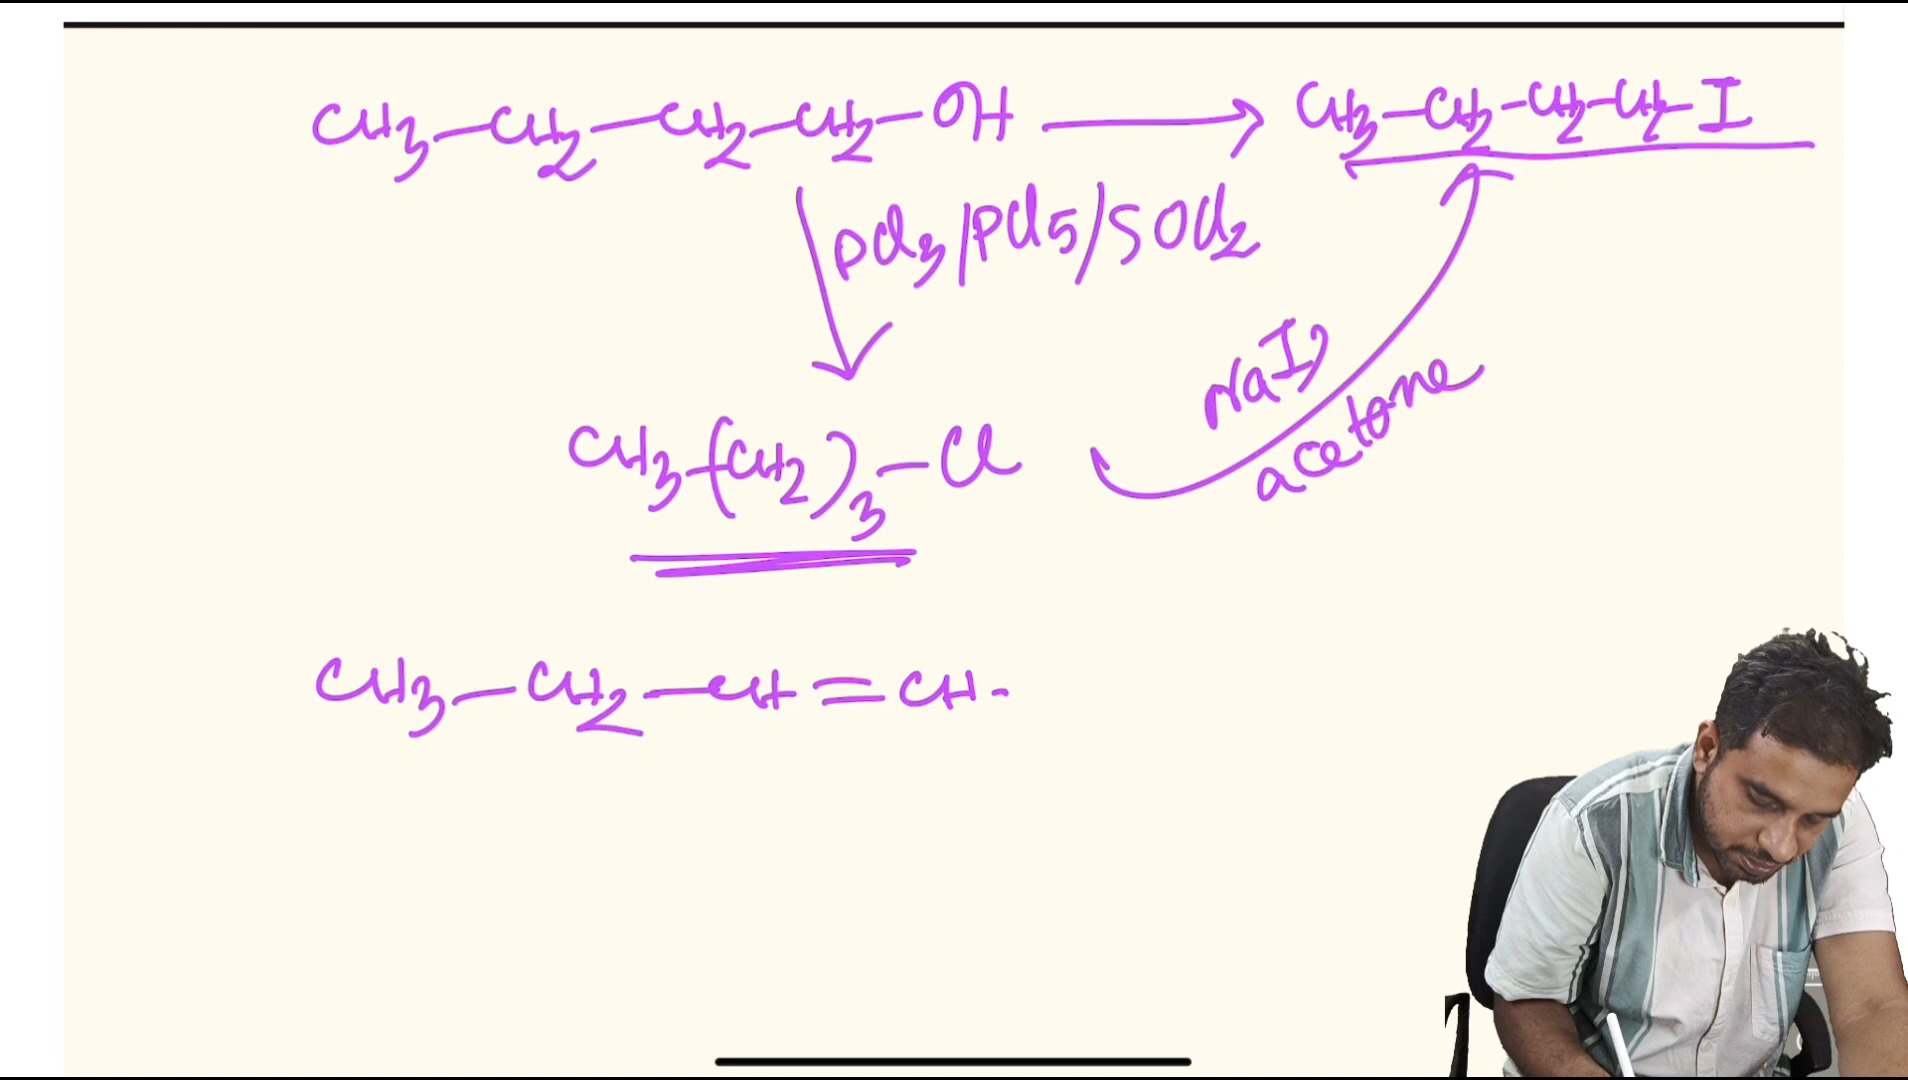 CH3-CH2-CH2-CH2-OH ⟶ CH3-CH2-CH2-CH2-I
PCl3/PCl5/SOCl2
NaI,
acetone
CH3-(CH2)3-Cl
CH3-CH2-CH=CH-